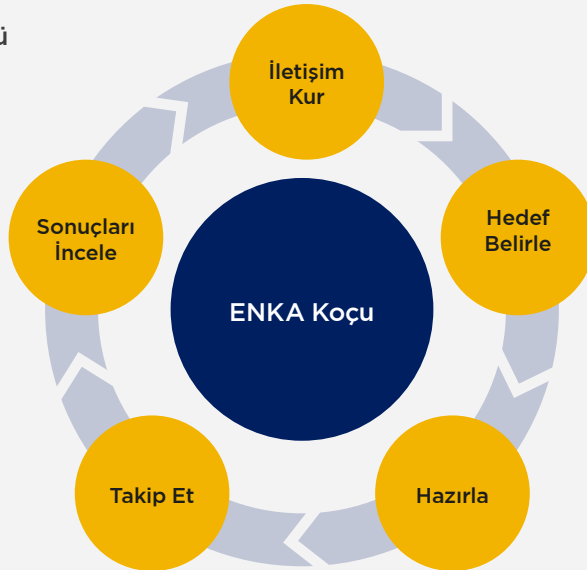 İletişim
Kur
Hedef
Belirle
Hazırla
Takip Et
Sonuçları
İncele
ENKA Koçu